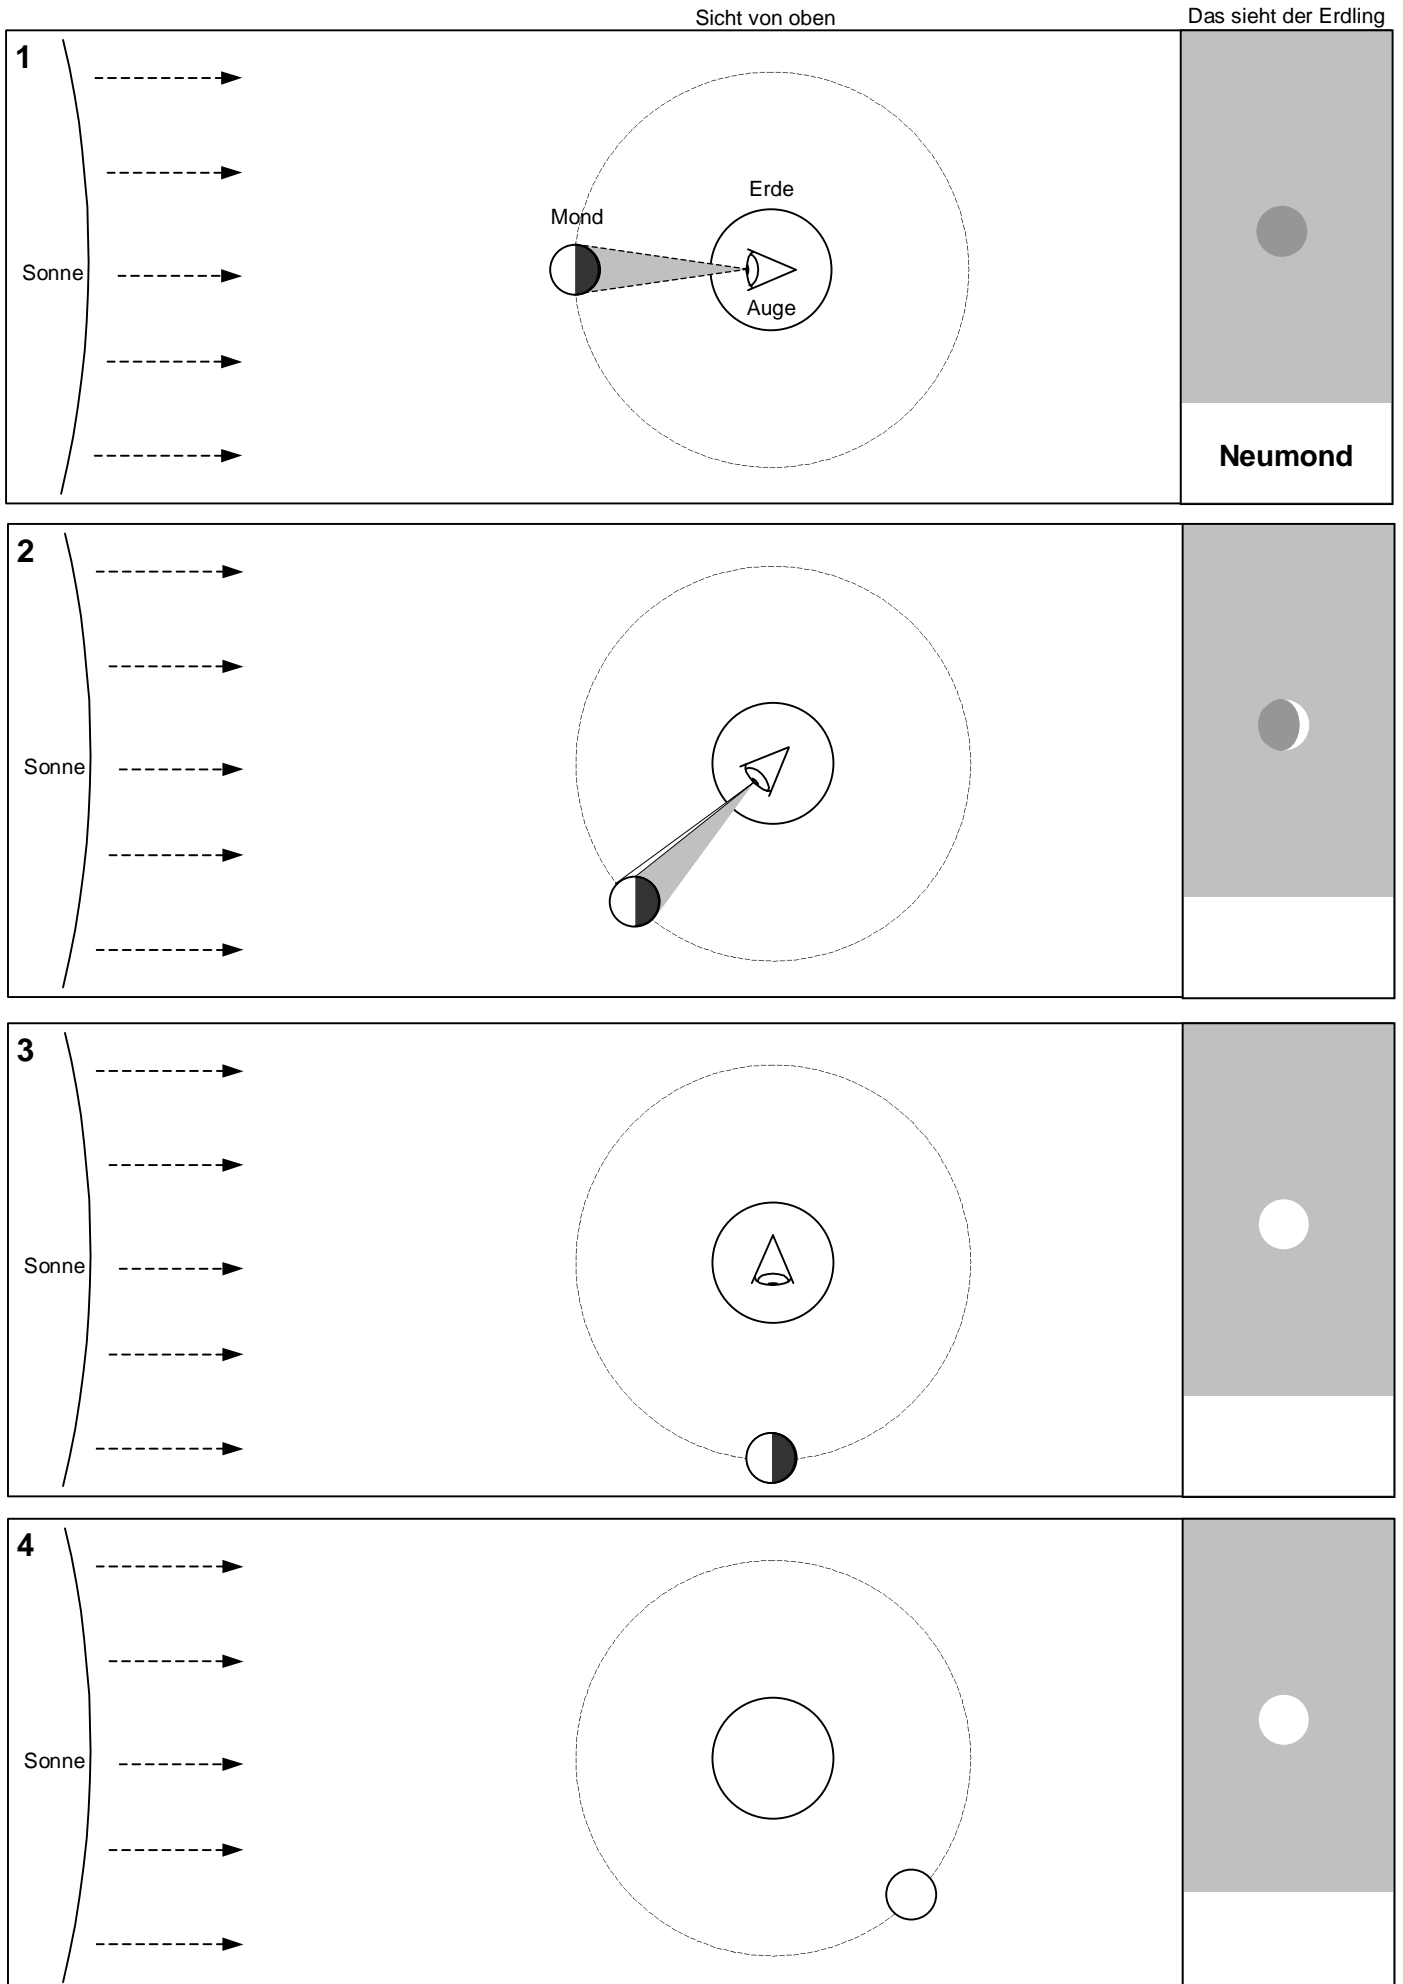 Sicht von oben
Das sieht der Erdling
1
Erde
Mond
Sonne
Auge
Neumond
2
Sonne
3
Sonne
4
Sonne